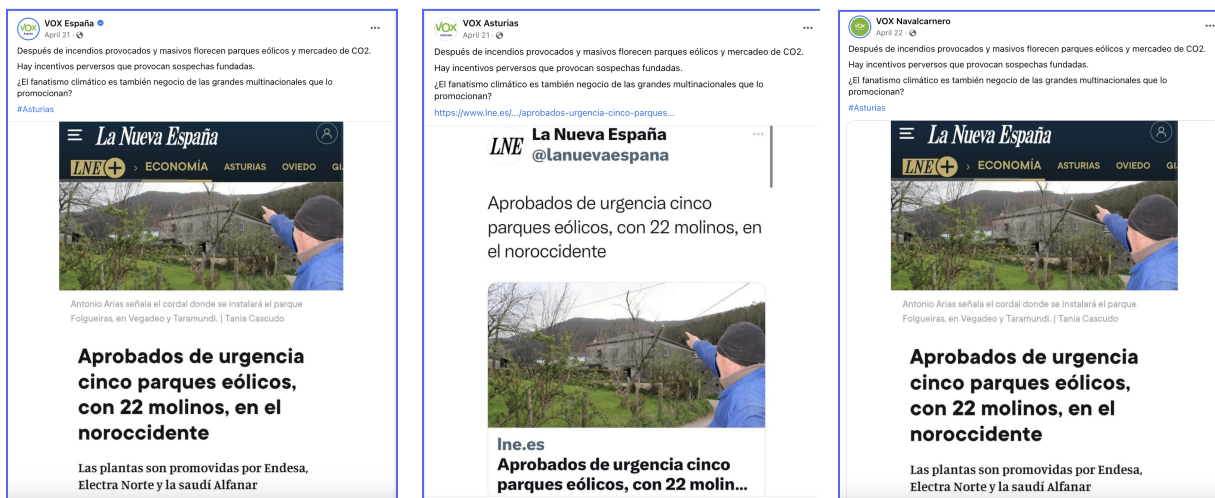 VOX España
April 21
Después de incendios provocados y masivos florecen parques eólicos y mercadeo de CO2.
Hay incentivos perversos que provocan sospechas fundadas.
¿El fanatismo climático es también negocio de las grandes multinacionales que lo
promocionan?
#Asturias
La Nueva España
LNE+ > ECONOMÍA ASTURIAS OVIEDO GI
Antonio Arias señala el cordal donde se instalará el parque
Folgueiras, en Vegadeo y Taramundi. | Tania Cascudo
Aprobados de urgencia
cinco parques eólicos,
con 22 molinos, en el
noroccidente
Las plantas son promovidas por Endesa,
Electra Norte y la saudí Alfanar
VOX Asturias
April 21
Después de incendios provocados y masivos florecen parques eólicos y mercadeo de CO2.
Hay incentivos perversos que provocan sospechas fundadas.
¿El fanatismo climático es también negocio de las grandes multinacionales que lo
promocionan?
https://www.lne.es/.../aprobados-urgencia-cinco-parques...
LNE
La Nueva España
@lanuevaespana
Aprobados de urgencia cinco
parques eólicos, con 22 molinos, en
el noroccidente
lne.es
Aprobados de urgencia cinco
parques eólicos, con 22 molin...
VOX Navalcarnero
April 22
Después de incendios provocados y masivos florecen parques eólicos y mercadeo de CO2.
Hay incentivos perversos que provocan sospechas fundadas.
¿El fanatismo climático es también negocio de las grandes multinacionales que lo
promocionan?
#Asturias
La Nueva España
LNE+ > ECONOMÍA ASTURIAS OVIEDO GI
Antonio Arias señala el cordal donde se instalará el parque
Folgueiras, en Vegadeo y Taramundi. | Tania Cascudo
Aprobados de urgencia
cinco parques eólicos,
con 22 molinos, en el
noroccidente
Las plantas son promovidas por Endesa,
Electra Norte y la saudí Alfanar